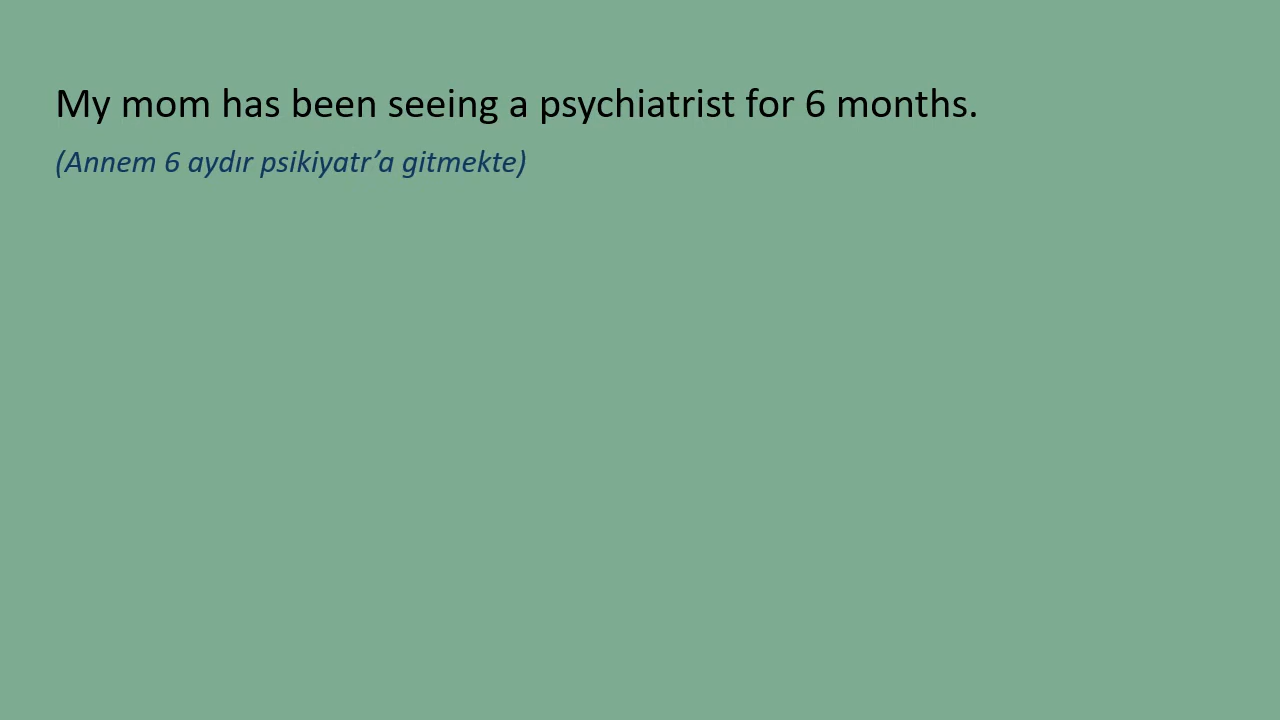 My mom has been seeing a psychiatrist for 6 months.
(Annem 6 aydır psikiyatr’a gitmekte)